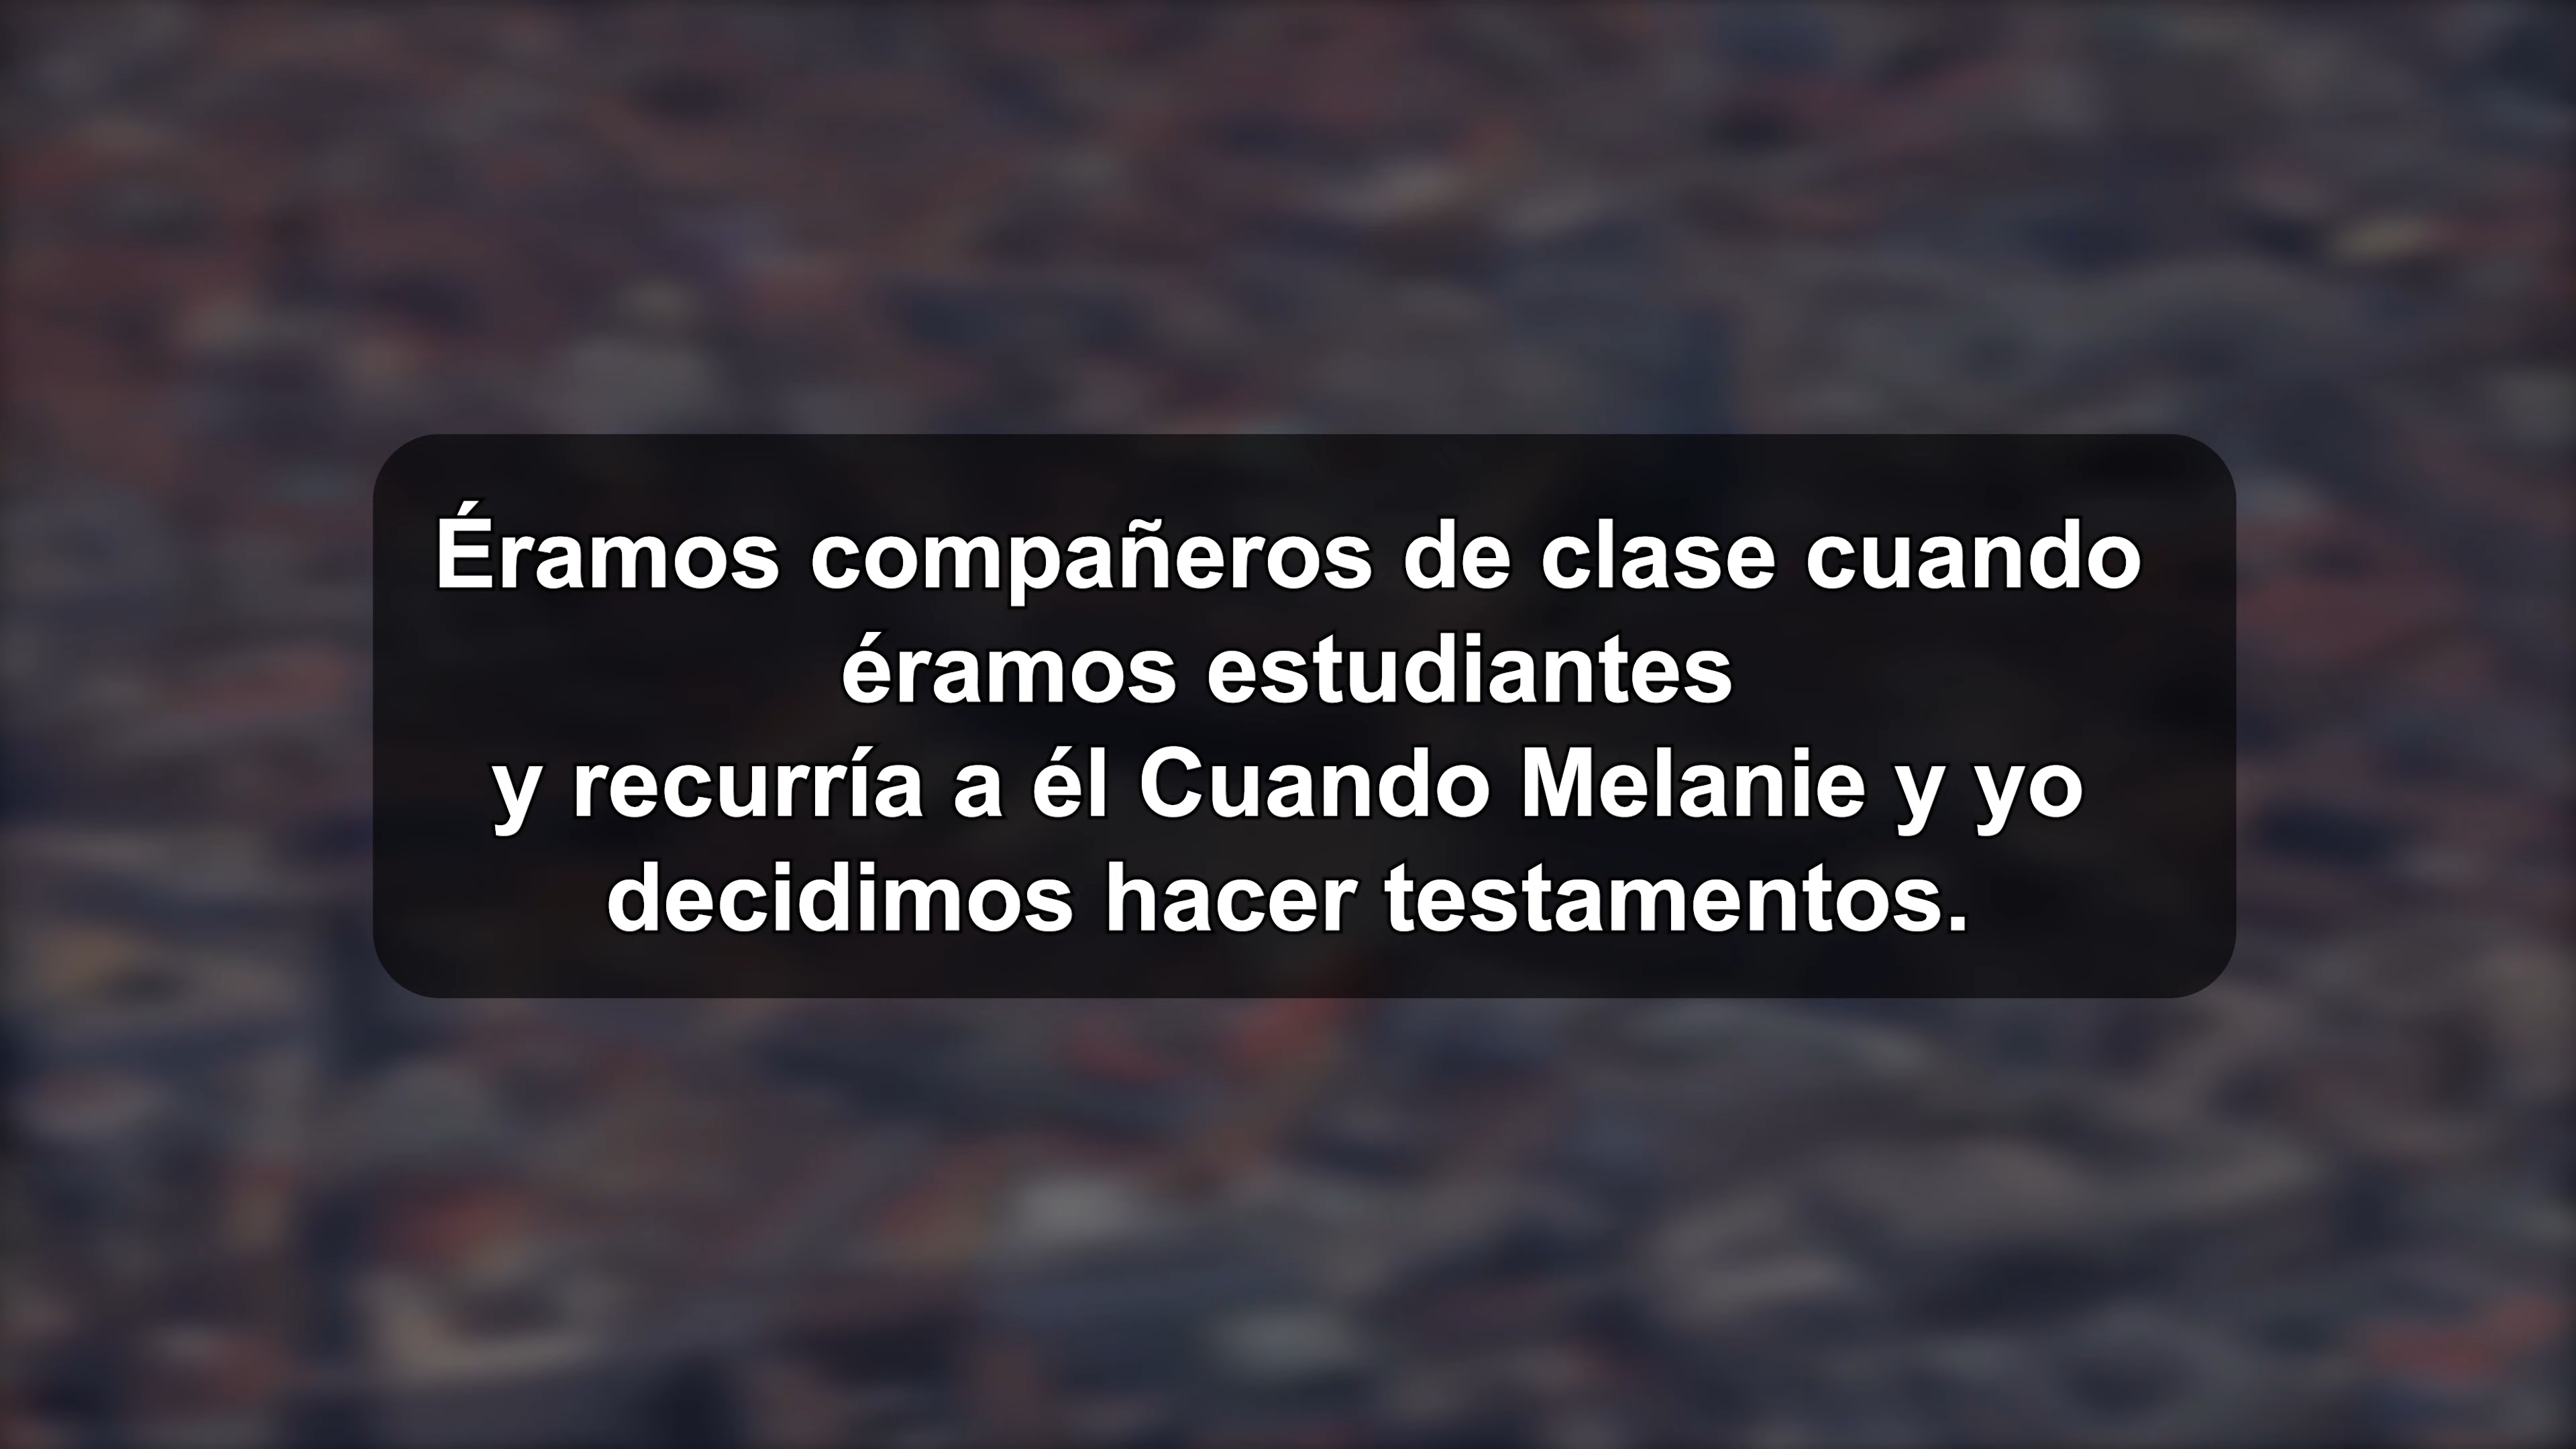 Éramos compañeros de clase cuando
éramos estudiantes
y recurría a él Cuando Melanie y yo
decidimos hacer testamentos.